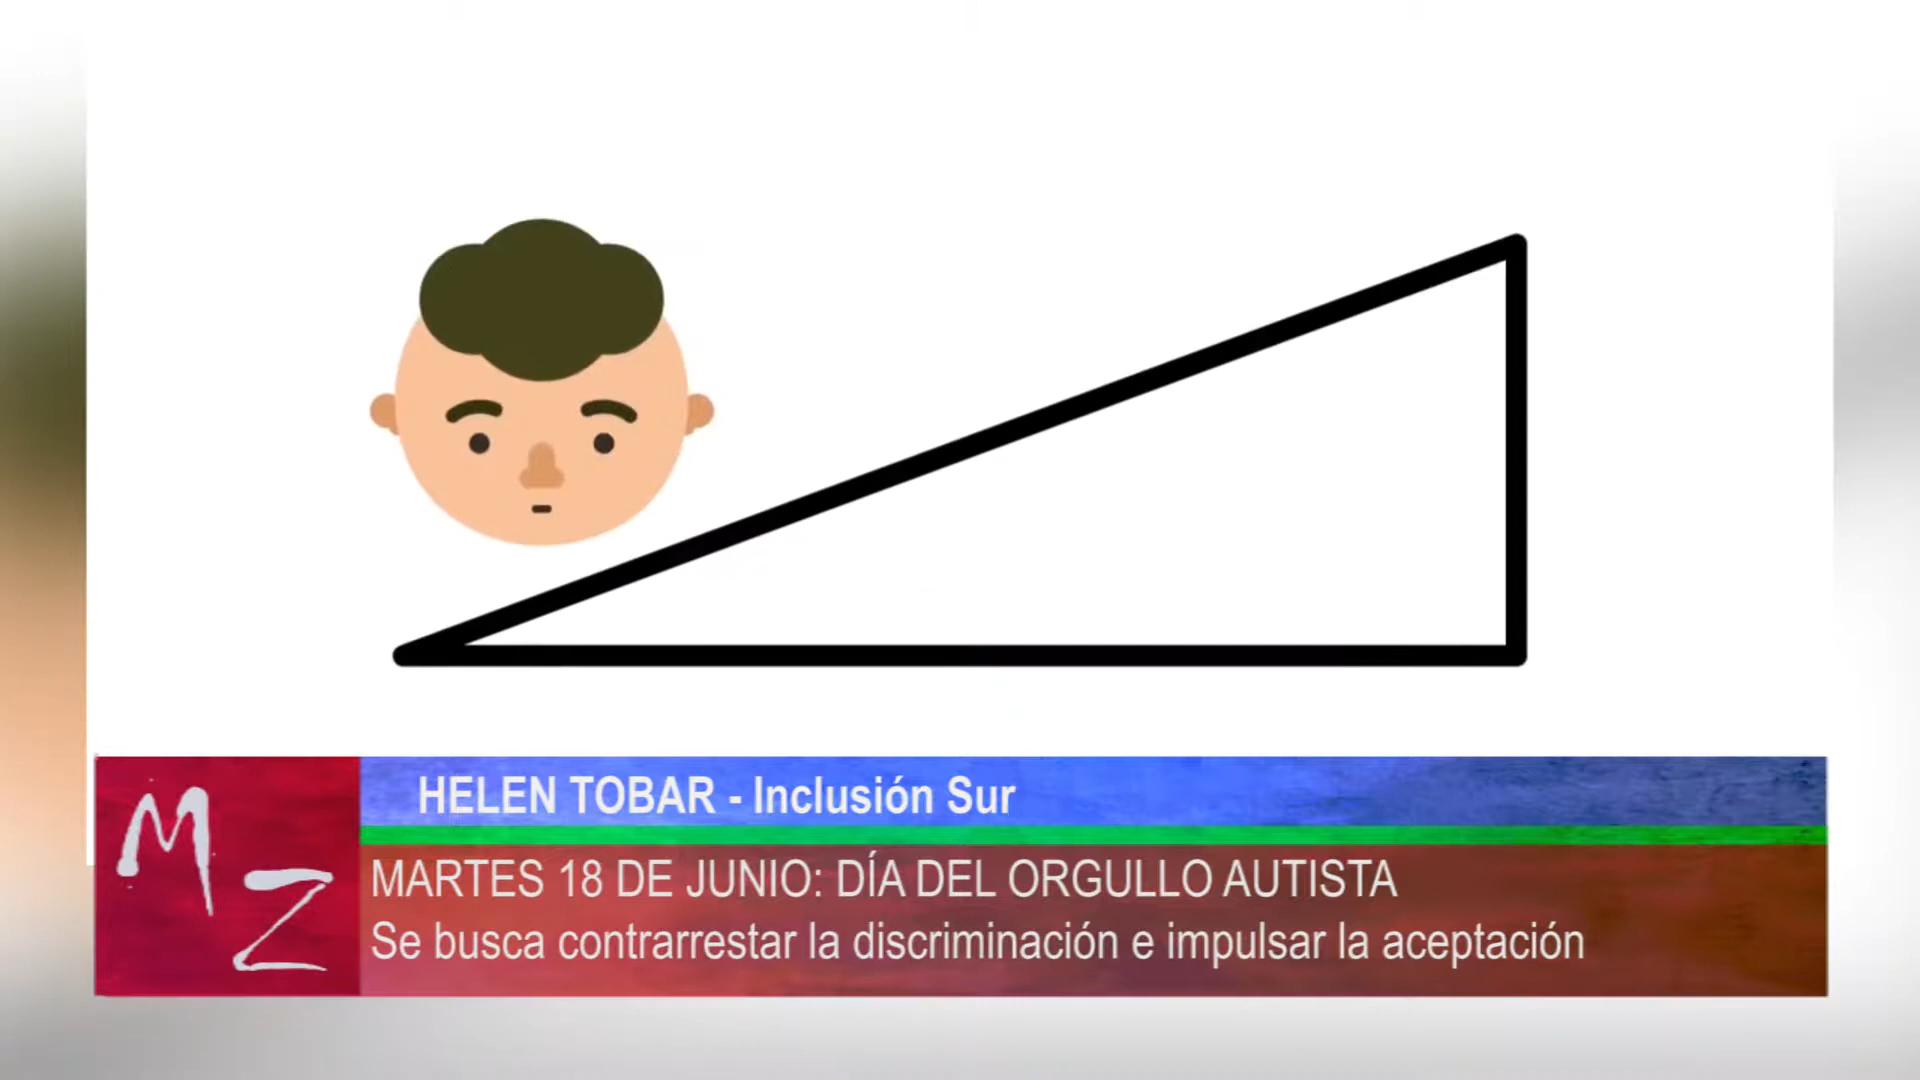 HELEN TOBAR - Inclusión Sur
MARTES 18 DE JUNIO: DÍA DEL ORGULLO AUTISTA
Se busca contrarrestar la discriminación e impulsar la aceptación
M
Z